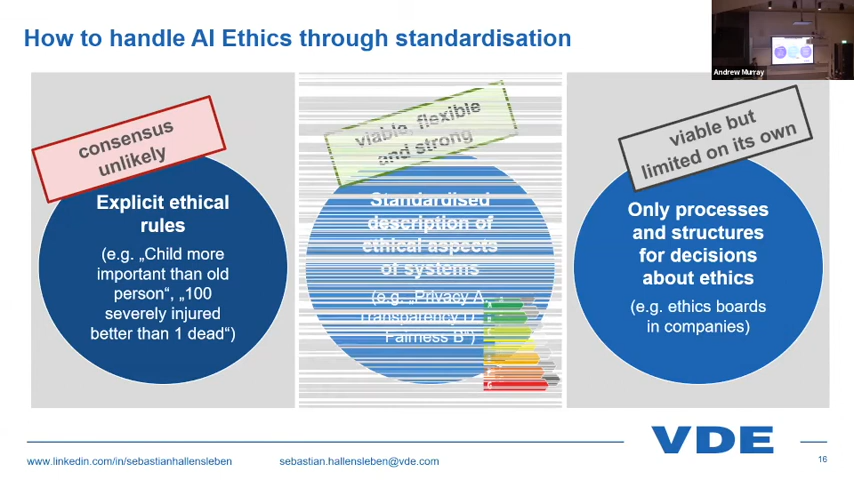 How to handle AI Ethics through standardisation
Andrew Murray
consensus
unlikely
Explicit ethical
rules
(e.g. „Child more
important than old
person“, „100
severely injured
better than 1 dead“)
viable, flexible
and strong
Standardised
description of
ethical aspects
of systems
(e.g. „Privacy A,
Transparency D,
Fairness B“)
G
viable but
limited on its own
Only processes
and structures
for decisions
about ethics
(e.g. ethics boards
in companies)
VDE
www.linkedin.com/in/sebastianhallensleben
sebastian.hallensleben@vde.com
16